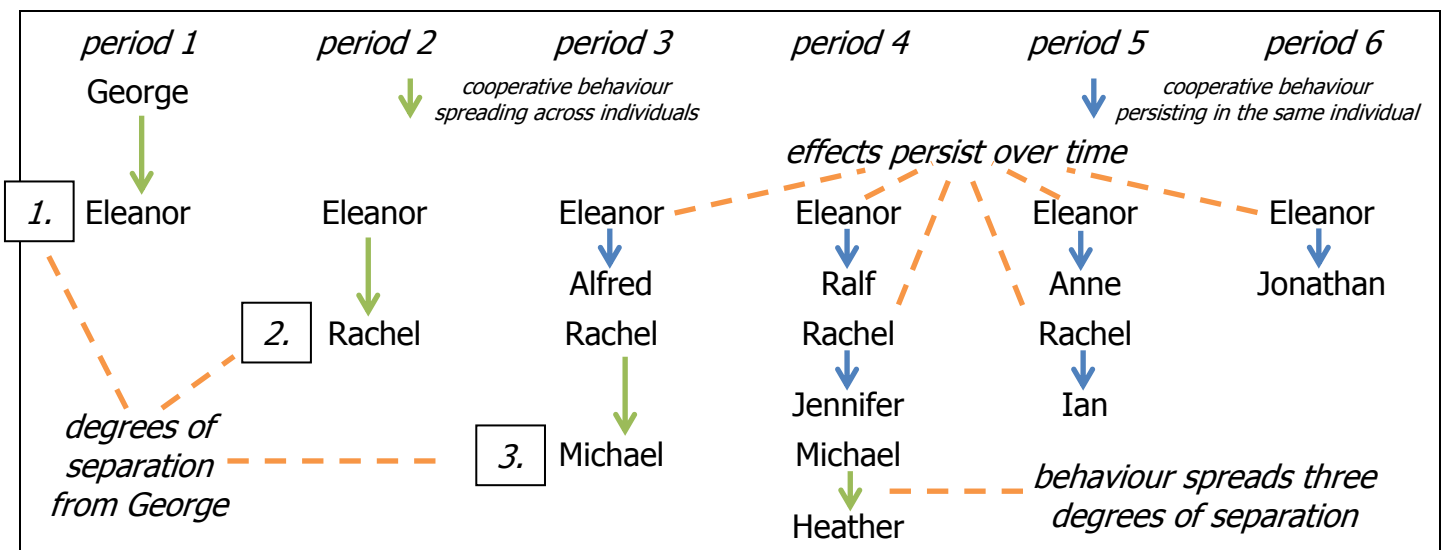 period 1 period 2 period 3 period 4 period 5 period 6
George
cooperative behaviour
spreading across individuals
cooperative behaviour
persisting in the same individual
effects persist over time
1. Eleanor Eleanor Eleanor Eleanor Eleanor Eleanor
Alfred Ralf Anne Jonathan
2. Rachel Rachel Rachel Rachel
Jennifer Ian
degrees of
separation
from George
3. Michael Michael
behaviour spreads three
degrees of separation
Heather